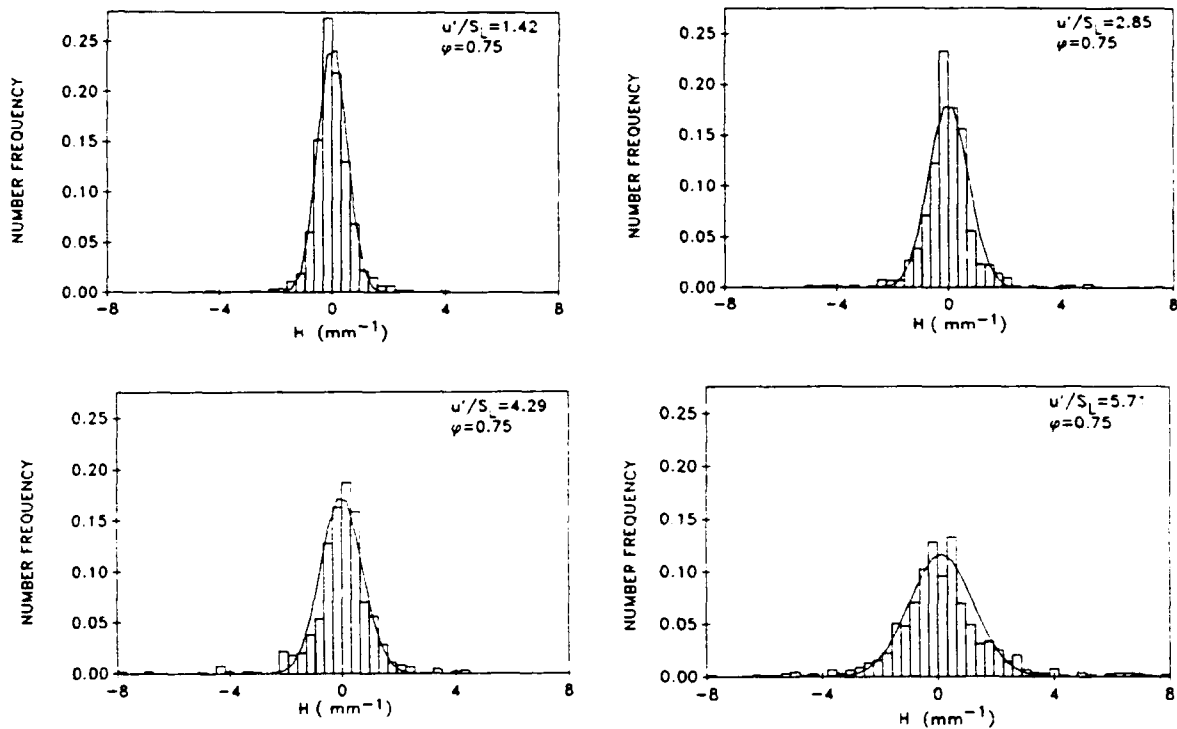 u'/S_L=1.42
φ=0.75
NUMBER FREQUENCY
0.25
0.20
0.15
0.10
0.05
0.00
-8
-4
0
4
8
H (mm⁻¹)
u'/S_L=2.85
φ=0.75
NUMBER FREQUENCY
0.25
0.20
0.15
0.10
0.05
0.00
-8
-4
0
4
8
H (mm⁻¹)
u'/S_L=4.29
φ=0.75
NUMBER FREQUENCY
0.25
0.20
0.15
0.10
0.05
0.00
-8
-4
0
4
8
H (mm⁻¹)
u'/S_L=5.71
φ=0.75
NUMBER FREQUENCY
0.25
0.20
0.15
0.10
0.05
0.00
-8
-4
0
4
8
H (mm⁻¹)